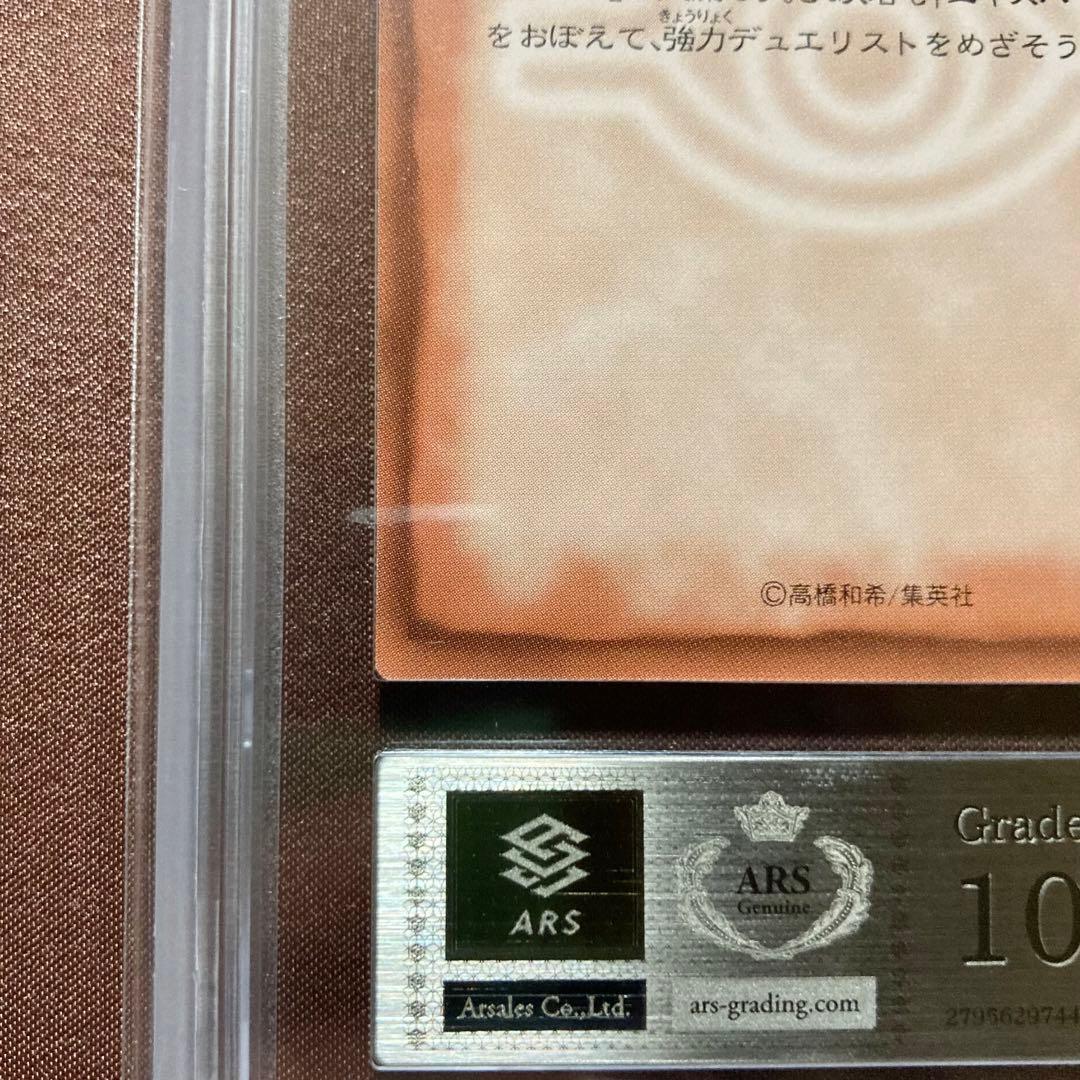 きょうりょく
をおぼえて、強力デュエリストをめざそう
©高橋和希/集英社
ARS
Arsales Co.,Ltd.
ARS
Genuine
ars-grading.com
Grade
10
2795629744